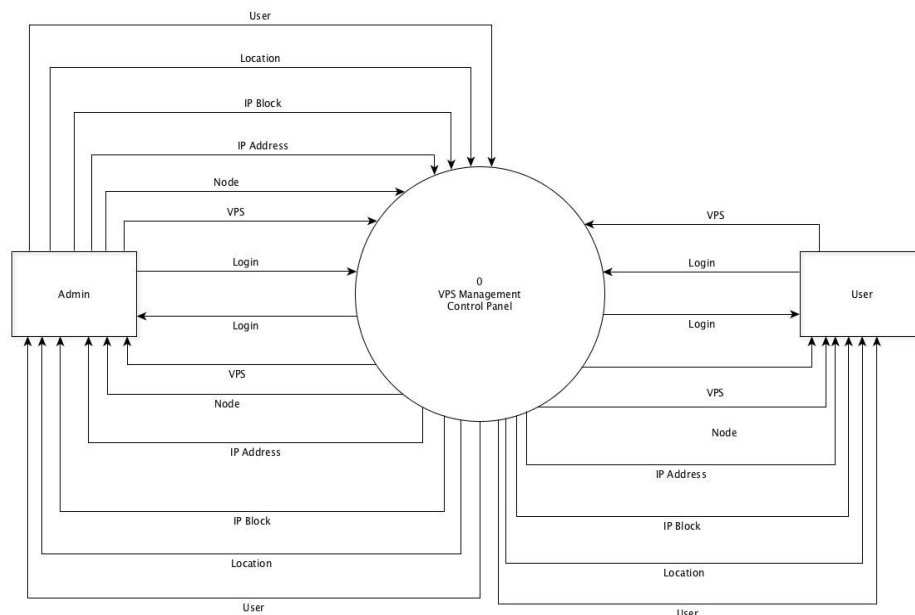 User
Location
IP Block
IP Address
Node
VPS
VPS
Login
Login
0
VPS Management
Control Panel
Admin
User
Login
Login
VPS
VPS
Node
Node
IP Address
IP Address
IP Block
IP Block
Location
Location
User
User